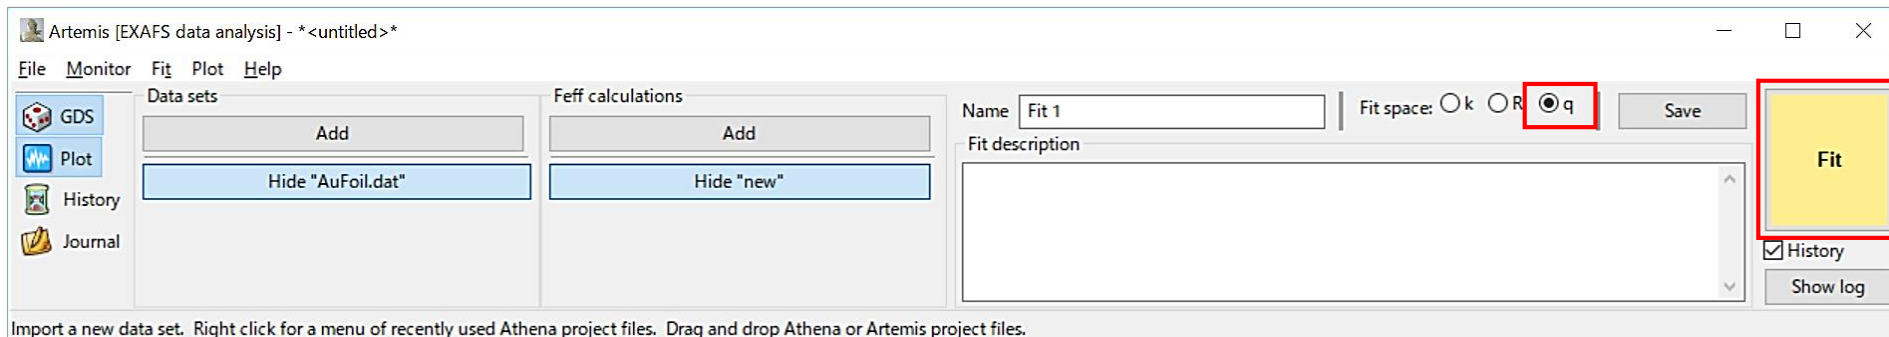 Artemis [EXAFS data analysis] - *<untitled>*
File Monitor Fit Plot Help
GDS
Plot
History
Journal
Data sets
Add
Hide "AuFoil.dat"
Feff calculations
Add
Hide "new"
Name Fit 1
Fit space: k R q
Save
Fit description
Fit
History
Show log
Import a new data set. Right click for a menu of recently used Athena project files. Drag and drop Athena or Artemis project files.